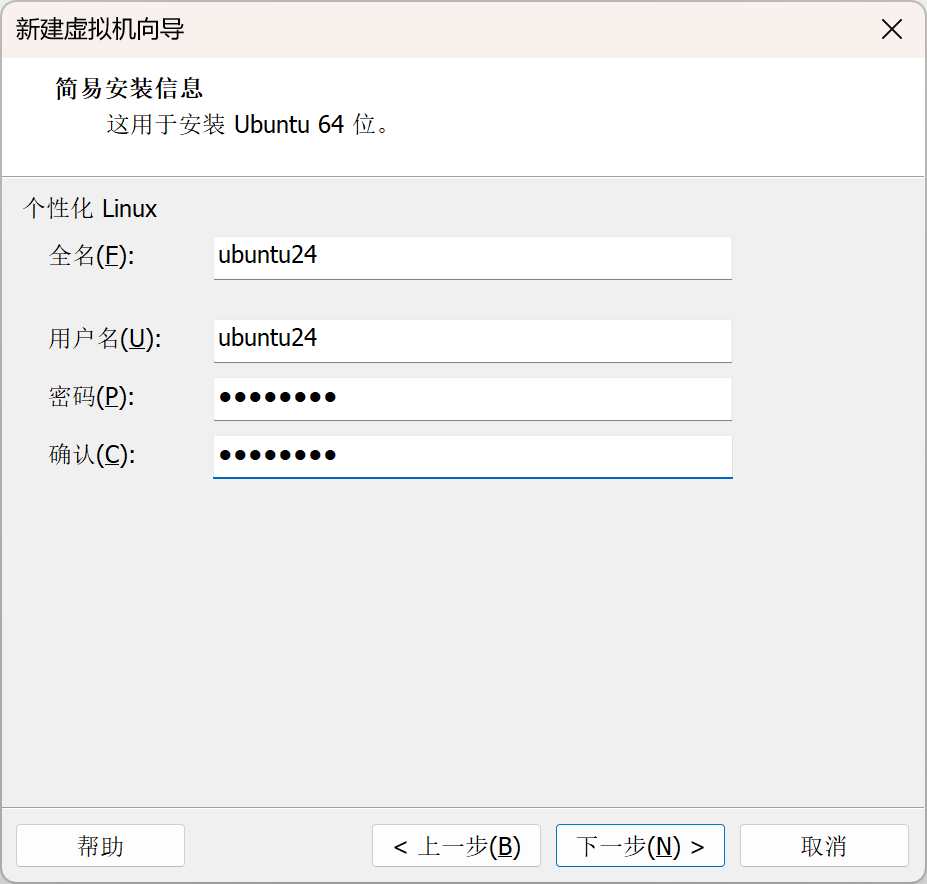 新建虚拟机向导
简易安装信息
这用于安装 Ubuntu 64 位。
个性化 Linux
全名(F): ubuntu24
用户名(U): ubuntu24
密码(P): ●●●●●●●●
确认(C): ●●●●●●●●
帮助 < 上一步(B) 下一步(N) > 取消